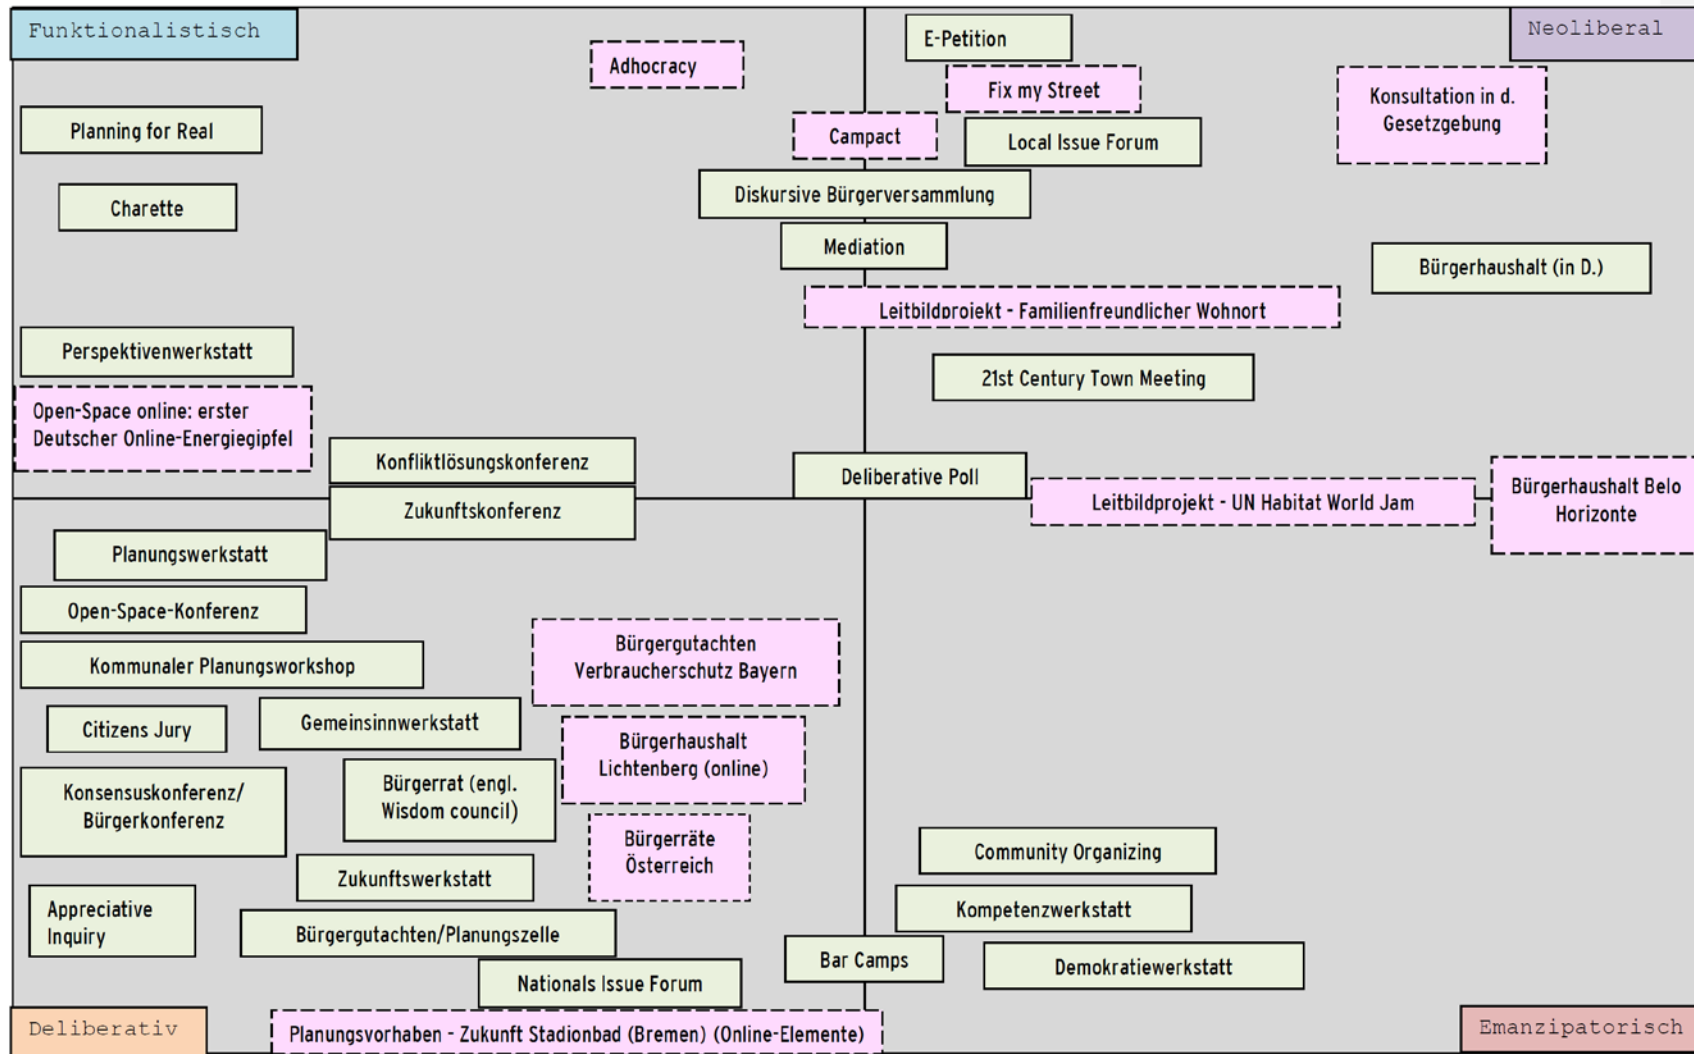 Funktionalistisch
Neoliberal
E-Petition
Adhocracy
Fix my Street
Konsultation in d.
Gesetzgebung
Planning for Real
Campact
Local Issue Forum
Charette
Diskursive Bürgerversammlung
Mediation
Bürgerhaushalt (in D.)
Leitbildprojekt - Familienfreundlicher Wohnort
Perspektivenwerkstatt
21st Century Town Meeting
Open-Space online: erster
Deutscher Online-Energiegipfel
Konfliktlösungskonferenz
Deliberative Poll
Leitbildprojekt - UN Habitat World Jam
Bürgerhaushalt Belo
Horizonte
Zukunftskonferenz
Planungswerkstatt
Open-Space-Konferenz
Kommunaler Planungsworkshop
Bürgergutachten
Verbraucherschutz Bayern
Citizens Jury
Gemeinsinnwerkstatt
Bürgerhaushalt
Lichtenberg (online)
Konsensuskonferenz/
Bürgerkonferenz
Bürgerrat (engl.
Wisdom council)
Bürgerräte
Österreich
Community Organizing
Zukunftswerkstatt
Appreciative
Inquiry
Kompetenzwerkstatt
Bürgergutachten/Planungszelle
Bar Camps
Demokratiewerkstatt
Nationals Issue Forum
Deliberativ
Planungsvorhaben - Zukunft Stadionbad (Bremen) (Online-Elemente)
Emanzipatorisch